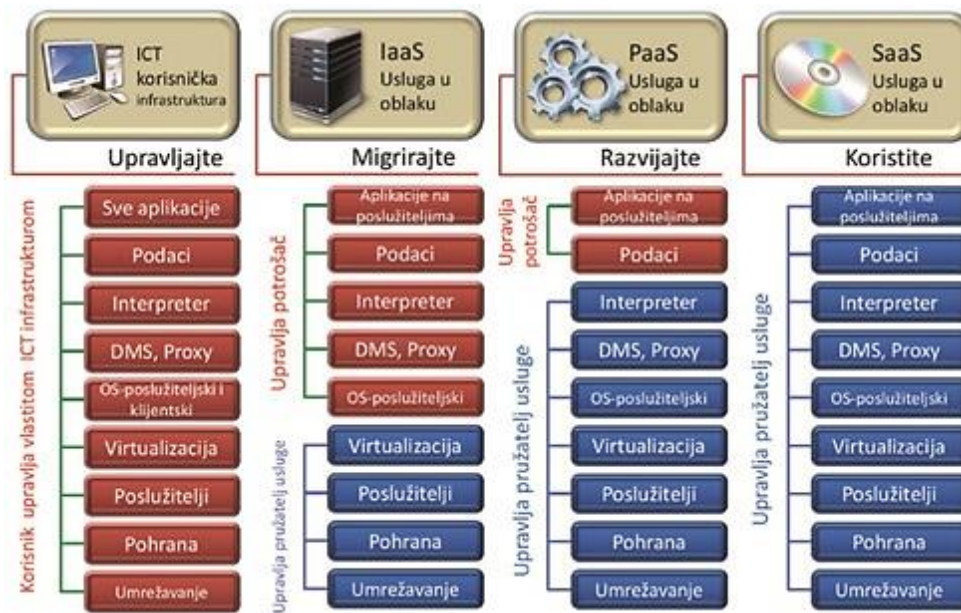 ICT
korisnička
infrastruktura
Upravljajte
Korisnik upravlja vlastitom ICT infrastrukturom
Sve aplikacije
Podaci
Interpreter
DMS, Proxy
OS-poslužiteljski i
klijentski
Virtualizacija
Poslužitelji
Pohrana
Umrežavanje
IaaS
Usluga u
oblaku
Migrirajte
Upravlja potrošač
Aplikacije na
poslužiteljima
Podaci
Interpreter
DMS, Proxy
OS-poslužiteljski
Upravlja pružatelj usluge
Virtualizacija
Poslužitelji
Pohrana
Umrežavanje
PaaS
Usluga u
oblaku
Razvijajte
Upravlja
potrošač
Aplikacije na
poslužiteljima
Podaci
Upravlja pružatelj usluge
Interpreter
DMS, Proxy
OS-poslužiteljski
Virtualizacija
Poslužitelji
Pohrana
Umrežavanje
SaaS
Usluga u
oblaku
Koristite
Upravlja pružatelj usluge
Aplikacije na
poslužiteljima
Podaci
Interpreter
DMS, Proxy
OS-poslužiteljski
Virtualizacija
Poslužitelji
Pohrana
Umrežavanje